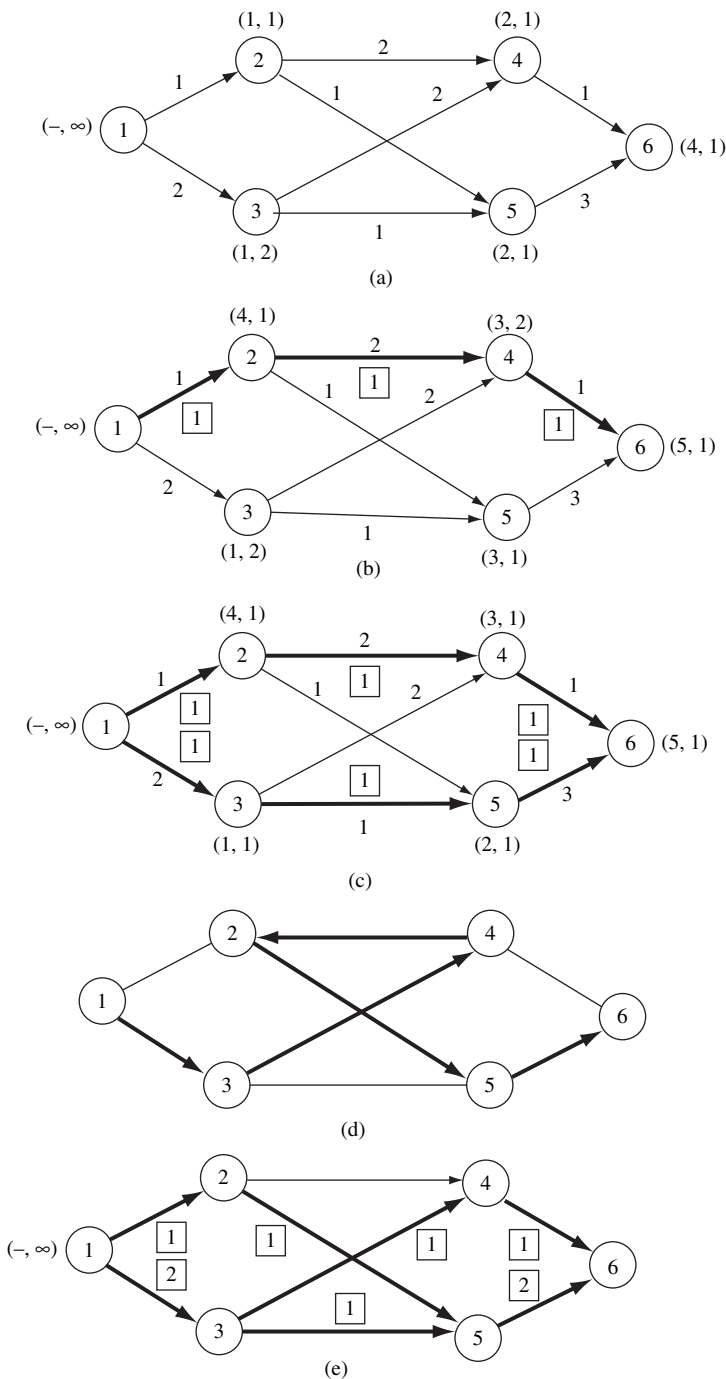 (1, 1) (2, 1)
2 2 4
1 1 2 1
(–, ∞) 1 6 (4, 1)
2 3 5 3
1
(1, 2) (2, 1)
(a)
(4, 1) (3, 2)
2 2 4
1 1 1 2 1
(–, ∞) 1 1 1 6 (5, 1)
2 3 5 3
1
(1, 2) (3, 1)
(b)
(4, 1) (3, 1)
2 2 4
1 1 1 2 1
(–, ∞) 1 1 1 6 (5, 1)
1 1
2 3 1 5 3
1
(1, 1) (2, 1)
(c)
2 4
1 6
3 5
(d)
2 4
(–, ∞) 1 1 1 1 1 6
2 2
3 1 5
(e)